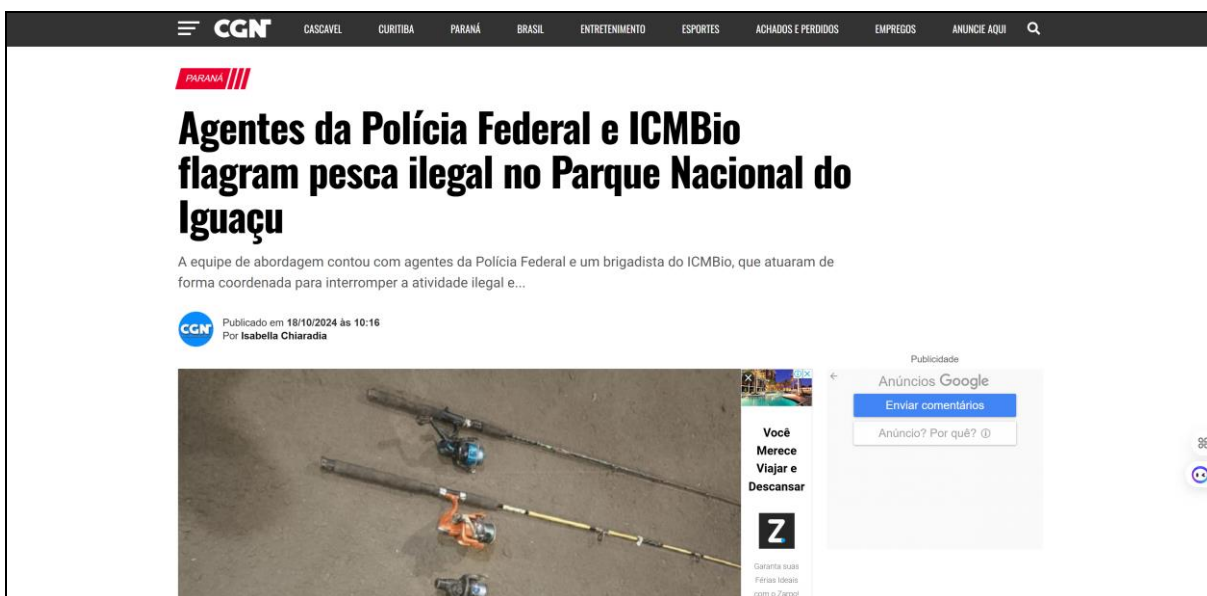 CGN CASCAVEL CURITIBA PARANÁ BRASIL ENTRETENIMENTO ESPORTES ACHADOS E PERDIDOS EMPREGOS ANUNCIE AQUI
PARANÁ
Agentes da Polícia Federal e ICMBio
flagram pesca ilegal no Parque Nacional do
Iguaçu
A equipe de abordagem contou com agentes da Polícia Federal e um brigadista do ICMBio, que atuaram de
forma coordenada para interromper a atividade ilegal e...
CGN
Publicado em 18/10/2024 às 10:16
Por Isabella Chiaradia
Você
Merece
Viajar e
Descansar
Z
Garanta suas
Férias Ideais
com o Zarpo!
Publicidade
Anúncios Google
Enviar comentários
Anúncio? Por quê?